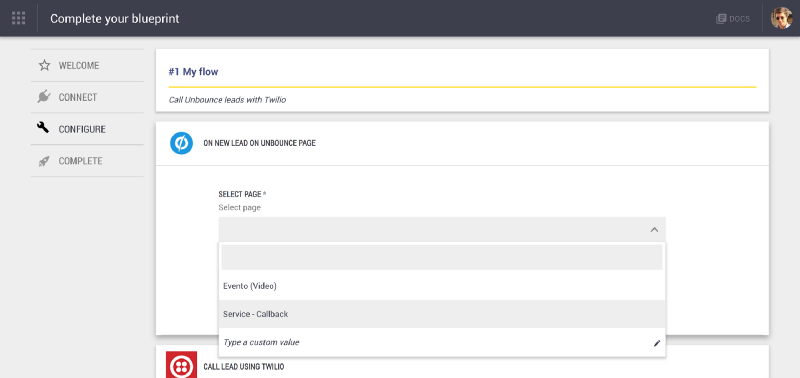 Complete your blueprint
DOCS
WELCOME
CONNECT
CONFIGURE
COMPLETE
#1 My flow
Call Unbounce leads with Twilio
ON NEW LEAD ON UNBOUNCE PAGE
SELECT PAGE *
Select page
Evento (Video)
Service - Callback
Type a custom value
CALL LEAD USING TWILIO